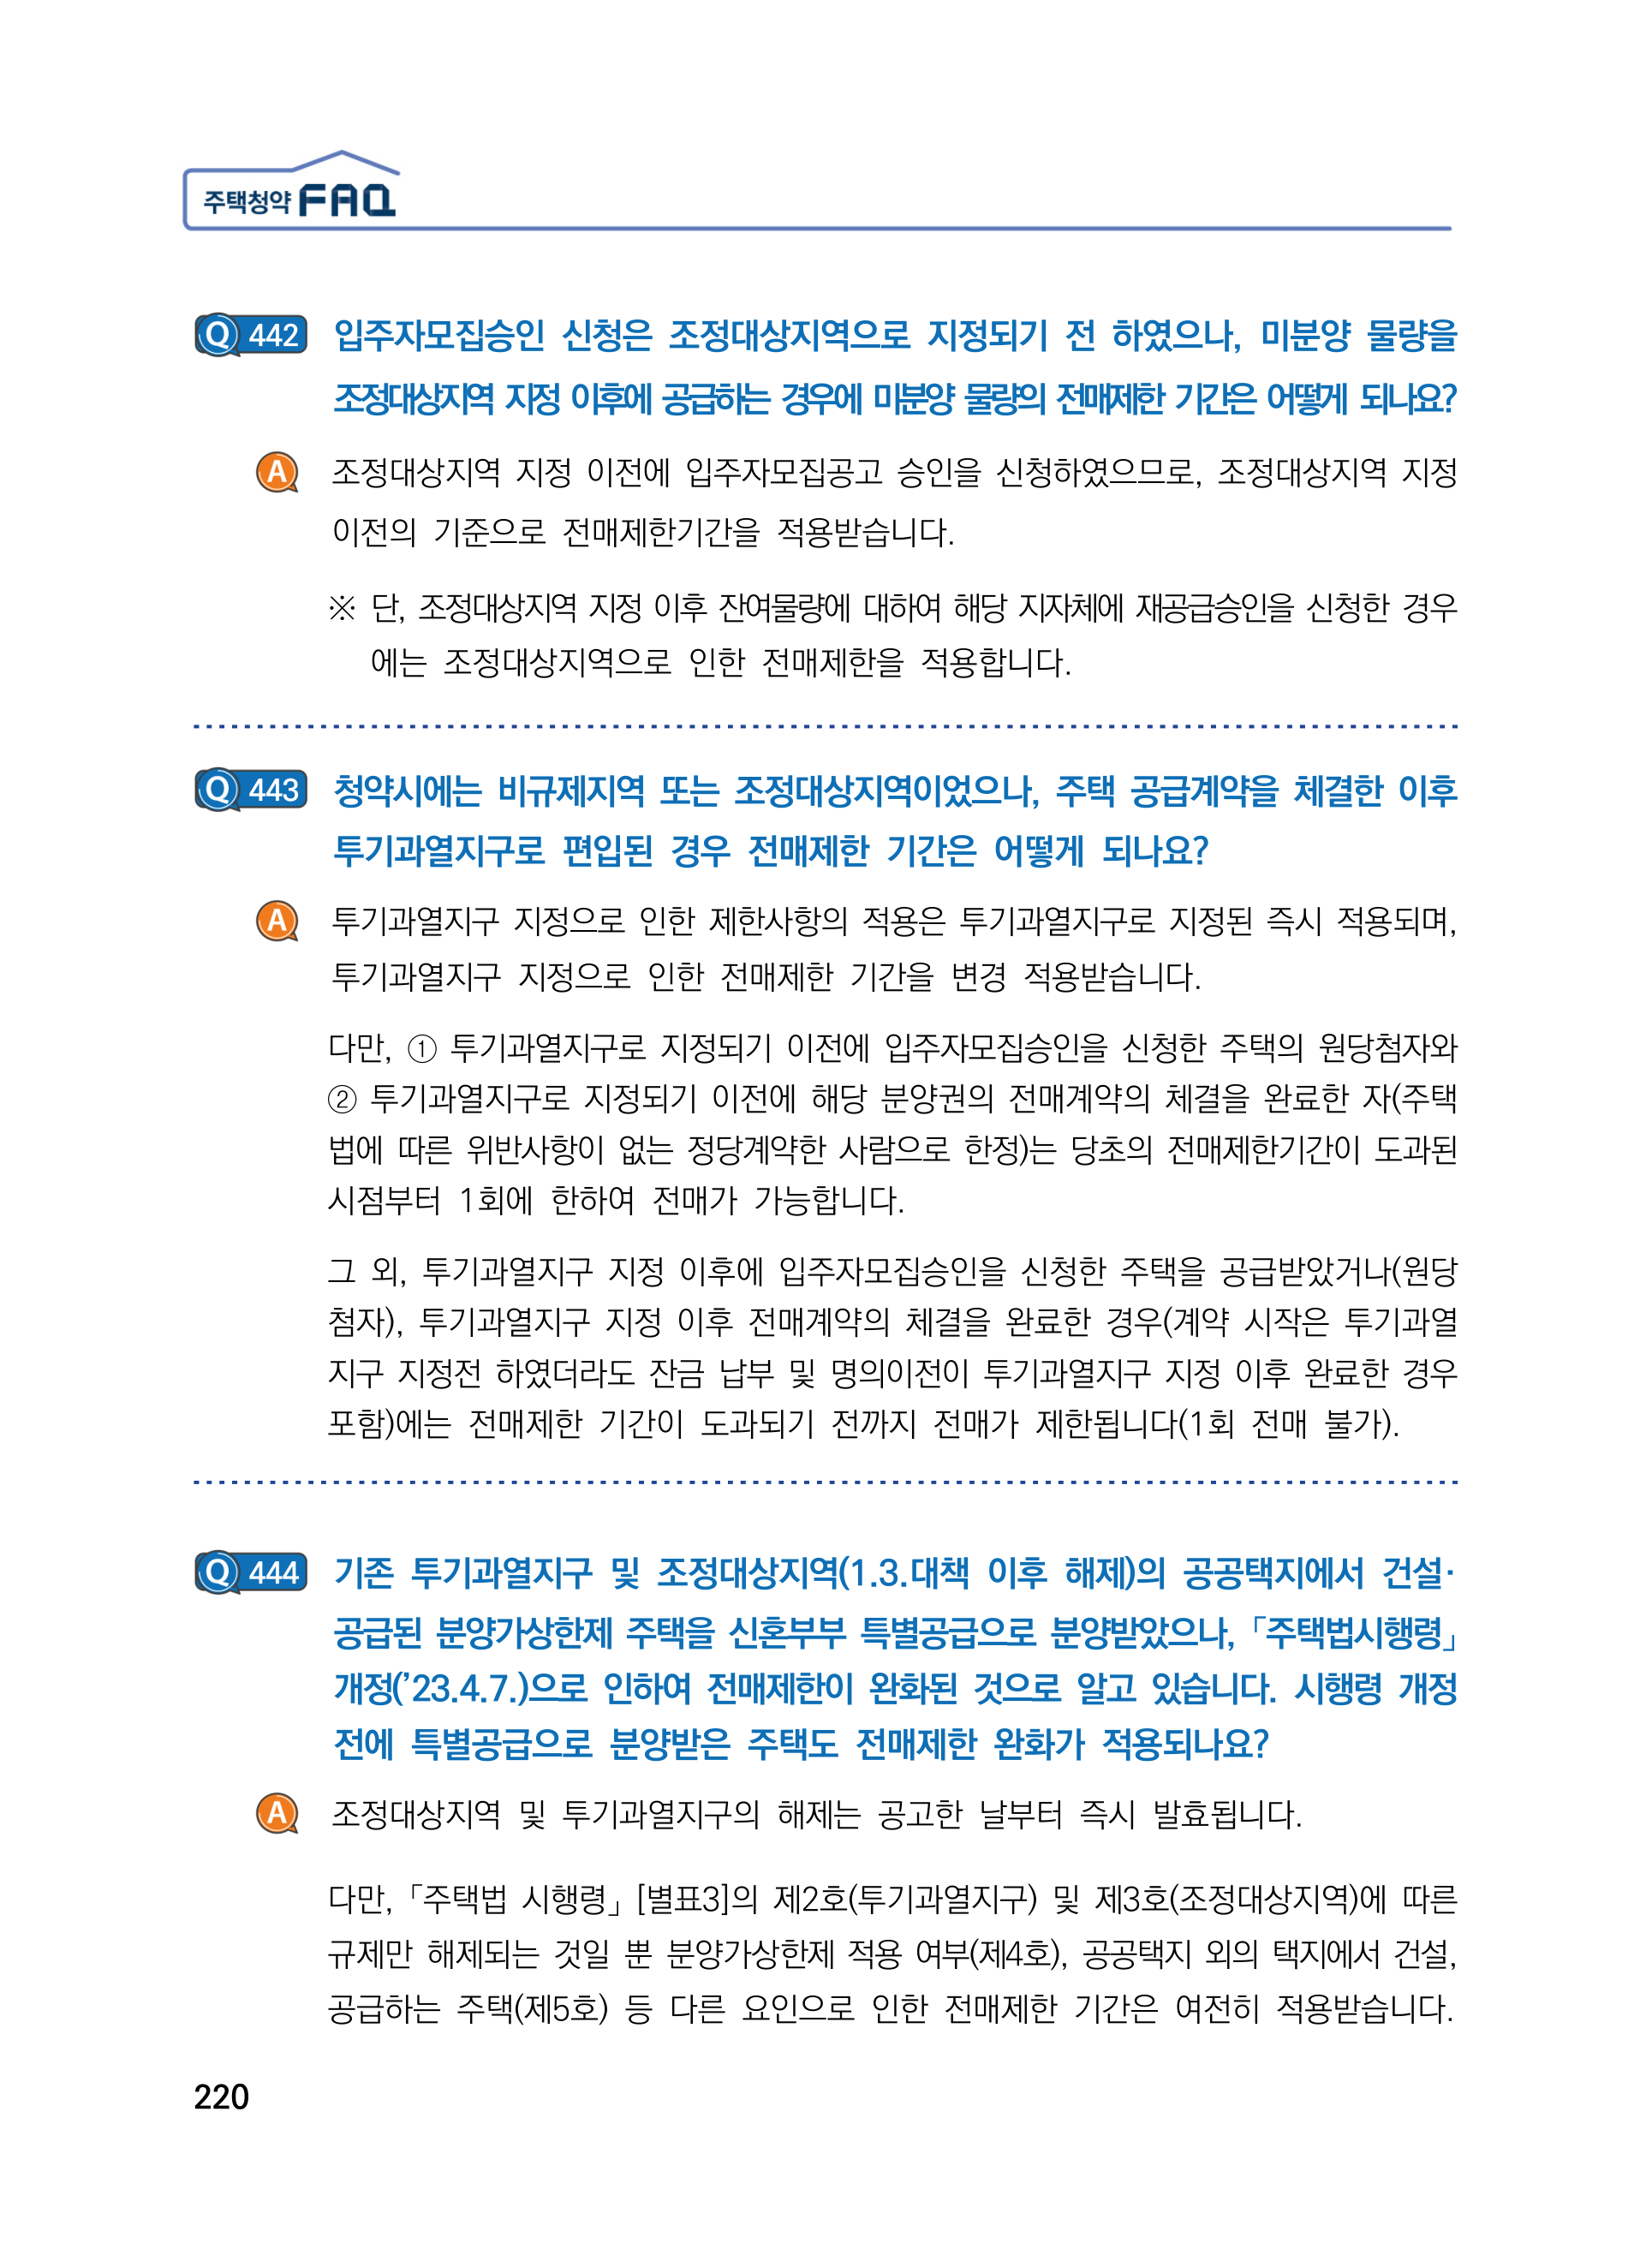 주택청약 FAQ
Q 442 입주자모집승인 신청은 조정대상지역으로 지정되기 전 하였으나, 미분양 물량을
조정대상지역 지정 이후에 공급하는 경우에 미분양 물량의 전매제한 기간은 어떻게 되나요?
A 조정대상지역 지정 이전에 입주자모집공고 승인을 신청하였으므로, 조정대상지역 지정
이전의 기준으로 전매제한기간을 적용받습니다.
※ 단, 조정대상지역 지정 이후 잔여물량에 대하여 해당 지자체에 재공급승인을 신청한 경우
에는 조정대상지역으로 인한 전매제한을 적용합니다.
Q 443 청약시에는 비규제지역 또는 조정대상지역이었으나, 주택 공급계약을 체결한 이후
투기과열지구로 편입된 경우 전매제한 기간은 어떻게 되나요?
A 투기과열지구 지정으로 인한 제한사항의 적용은 투기과열지구로 지정된 즉시 적용되며,
투기과열지구 지정으로 인한 전매제한 기간을 변경 적용받습니다.
다만, ① 투기과열지구로 지정되기 이전에 입주자모집승인을 신청한 주택의 원당첨자와
② 투기과열지구로 지정되기 이전에 해당 분양권의 전매계약의 체결을 완료한 자(주택
법에 따른 위반사항이 없는 정당계약한 사람으로 한정)는 당초의 전매제한기간이 도과된
시점부터 1회에 한하여 전매가 가능합니다.
그 외, 투기과열지구 지정 이후에 입주자모집승인을 신청한 주택을 공급받았거나(원당
첨자), 투기과열지구 지정 이후 전매계약의 체결을 완료한 경우(계약 시작은 투기과열
지구 지정전 하였더라도 잔금 납부 및 명의이전이 투기과열지구 지정 이후 완료한 경우
포함)에는 전매제한 기간이 도과되기 전까지 전매가 제한됩니다(1회 전매 불가).
Q 444 기존 투기과열지구 및 조정대상지역(1.3.대책 이후 해제)의 공공택지에서 건설·
공급된 분양가상한제 주택을 신혼부부 특별공급으로 분양받았으나, 「주택법시행령」
개정(’23.4.7.)으로 인하여 전매제한이 완화된 것으로 알고 있습니다. 시행령 개정
전에 특별공급으로 분양받은 주택도 전매제한 완화가 적용되나요?
A 조정대상지역 및 투기과열지구의 해제는 공고한 날부터 즉시 발효됩니다.
다만, 「주택법 시행령」 [별표3]의 제2호(투기과열지구) 및 제3호(조정대상지역)에 따른
규제만 해제되는 것일 뿐 분양가상한제 적용 여부(제4호), 공공택지 외의 택지에서 건설,
공급하는 주택(제5호) 등 다른 요인으로 인한 전매제한 기간은 여전히 적용받습니다.
220